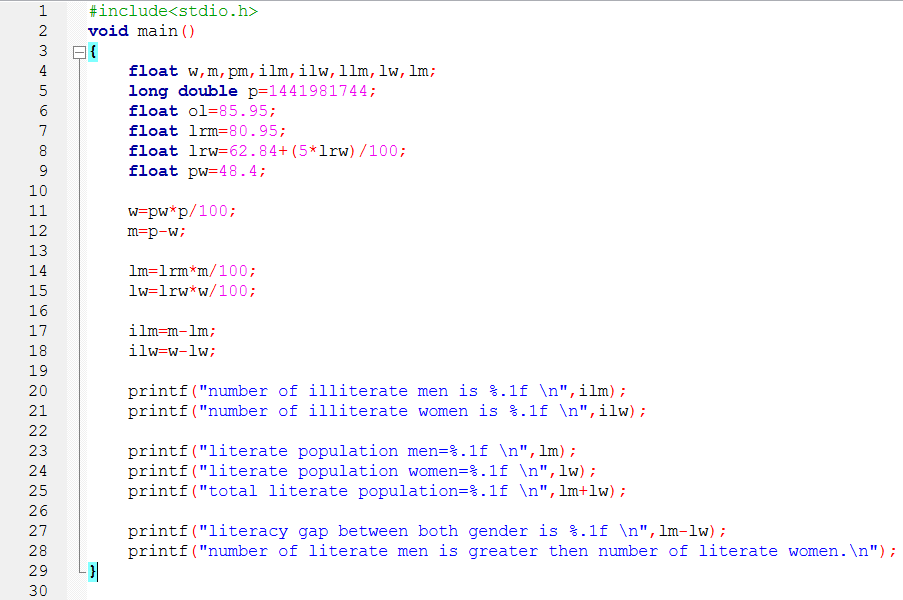 1 #include<stdio.h>
2 void main()
3 {
4 float w,m,pm,ilm,ilw,llm,lw,lm;
5 long double p=1441981744;
6 float ol=85.95;
7 float lrm=80.95;
8 float lrw=62.84+(5*lrw)/100;
9 float pw=48.4;
10
11 w=pw*p/100;
12 m=p-w;
13
14 lm=lrm*m/100;
15 lw=lrw*w/100;
16
17 ilm=m-lm;
18 ilw=w-lw;
19
20 printf("number of illiterate men is %.1f \n",ilm);
21 printf("number of illiterate women is %.1f \n",ilw);
22
23 printf("literate population men=%.1f \n",lm);
24 printf("literate population women=%.1f \n",lw);
25 printf("total literate population=%.1f \n",lm+lw);
26
27 printf("literacy gap between both gender is %.1f \n",lm-lw);
28 printf("number of literate men is greater then number of literate women.\n");
29 }
30